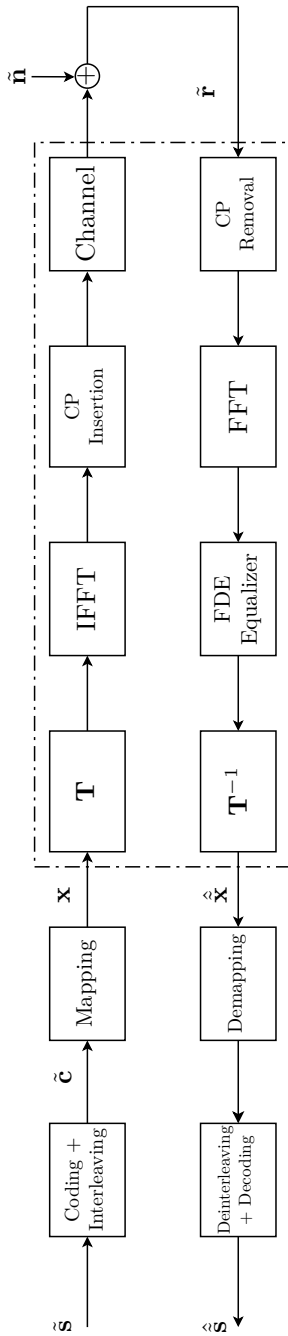 s̃
Coding +
Interleaving
c̃
Mapping
x
T
IFFT
CP
Insertion
Channel
+
ñ
r̃
CP
Removal
FFT
FDE
Equalizer
T⁻¹
x̂̃
Demapping
Deinterleaving
+ Decoding
ŝ̃